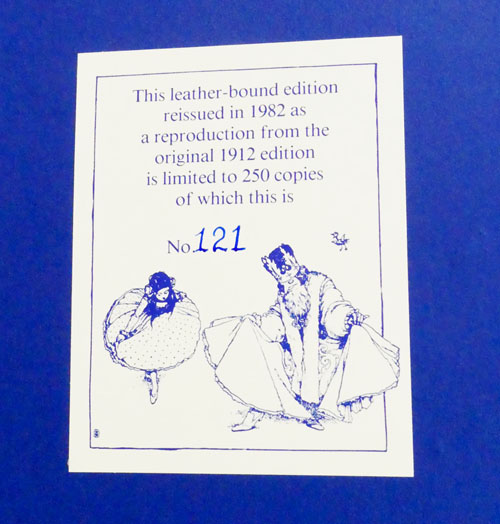 This leather-bound edition
reissued in 1982 as
a reproduction from the
original 1912 edition
is limited to 250 copies
of which this is
No.121